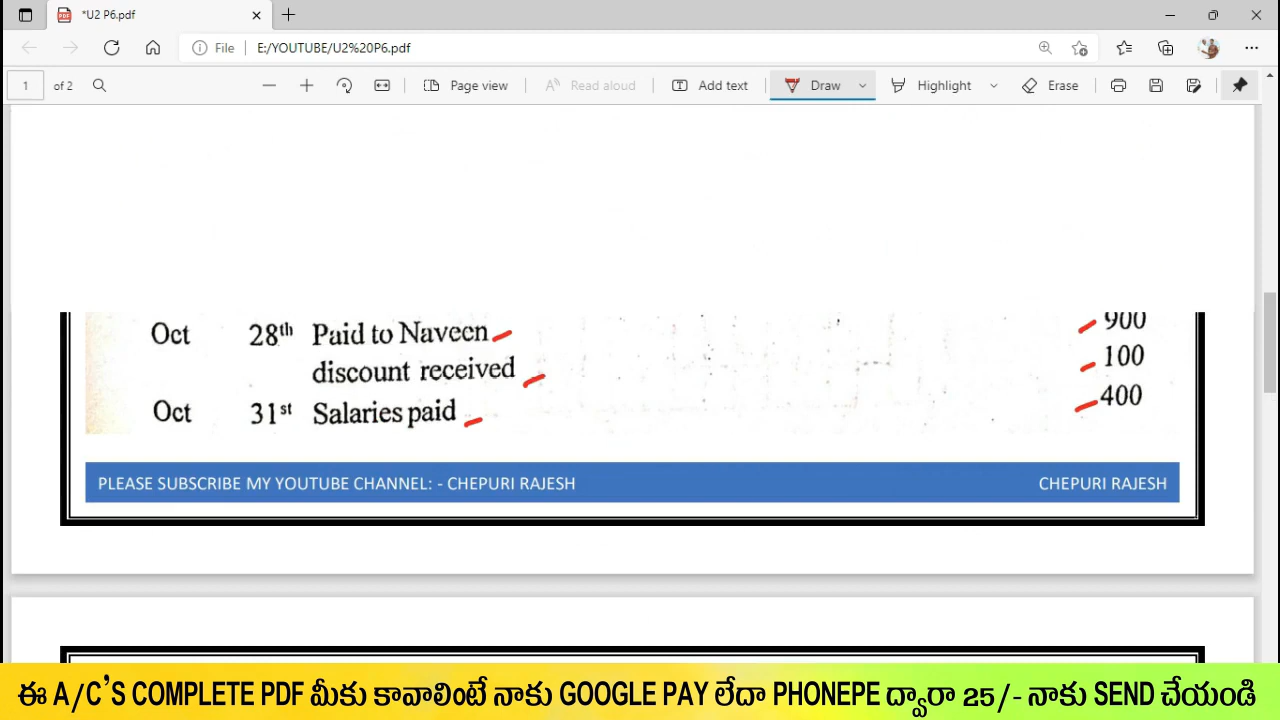 *U2 P6.pdf
File E:/YOUTUBE/U2%20P6.pdf
1 of 2 Page view Read aloud Add text Draw Highlight Erase
Oct 28th Paid to Naveen 900
discount received 100
Oct 31st Salaries paid 400
PLEASE SUBSCRIBE MY YOUTUBE CHANNEL: - CHEPURI RAJESH CHEPURI RAJESH
ఈ A/C'S COMPLETE PDF మీకు కావాలింటే నాకు GOOGLE PAY లేదా PHONEPE ద్వారా 25/- నాకు SEND చేయండి